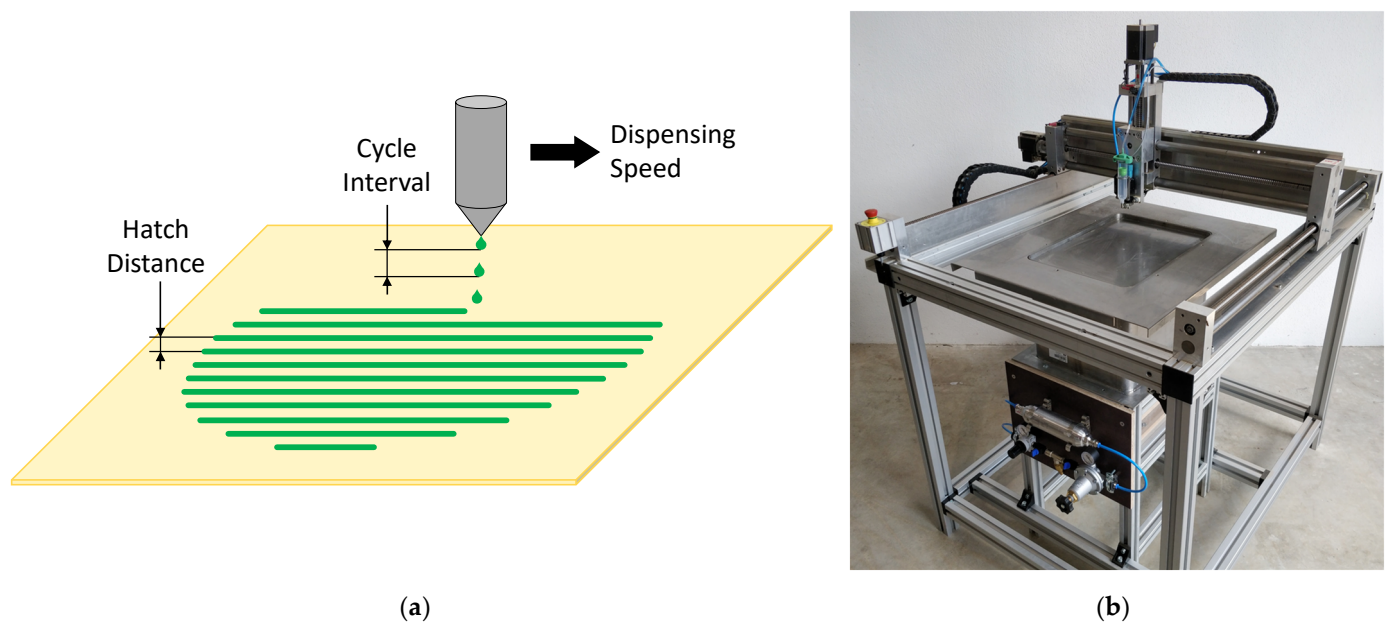 Cycle
Interval
Dispensing
Speed
Hatch
Distance
(a)
(b)